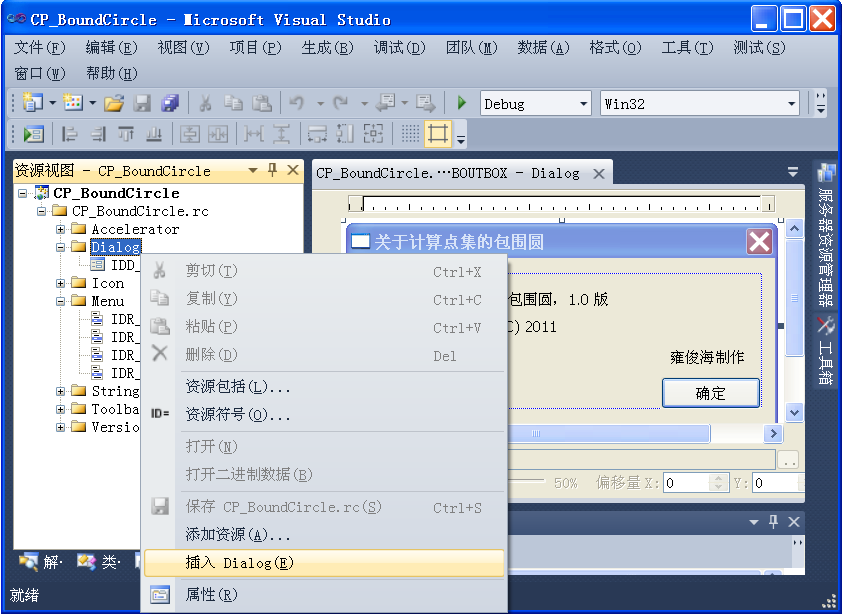 CP_BoundCircle - Microsoft Visual Studio
文件(F) 编辑(E) 视图(V) 项目(P) 生成(B) 调试(D) 团队(M) 数据(A) 格式(O) 工具(T) 测试(S)
窗口(W) 帮助(H)
Debug Win32
资源视图 - CP_BoundCircle
CP_BoundCircle
CP_BoundCircle.rc
Accelerator
Dialog
IDD_
Icon
Menu
IDR_
IDR_
IDR_
IDR_
String
Toolba
Versio
解· 类·
就绪
CP_BoundCircle.…BOUTBOX - Dialog
关于计算点集的包围圆
包围圆，1.0 版
C) 2011
雍俊海制作
确定
50% 偏移量 X: 0 Y: 0
服务器资源管理器
工具箱
剪切(T) Ctrl+X
复制(Y) Ctrl+C
粘贴(P) Ctrl+V
删除(D) Del
资源包括(L)...
ID= 资源符号(O)...
打开(N)
打开二进制数据(B)
保存 CP_BoundCircle.rc(S) Ctrl+S
添加资源(A)...
插入 Dialog(E)
属性(R)